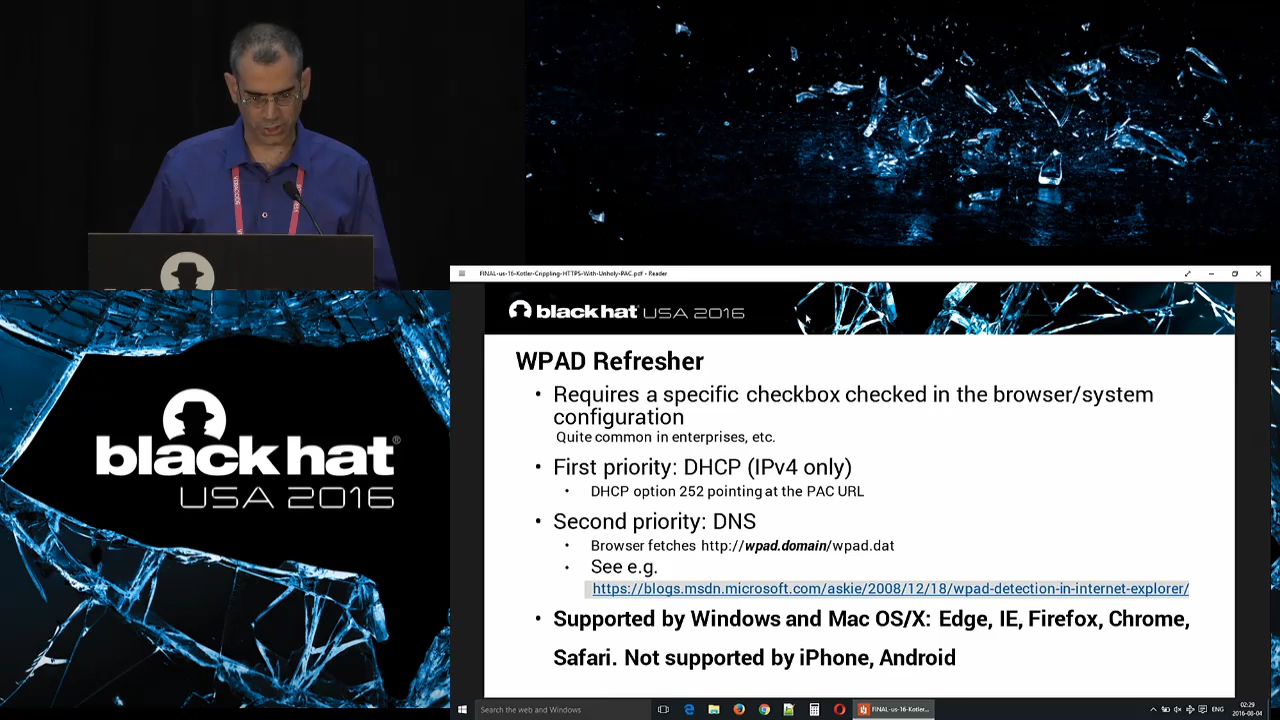 black hat®
USA 2016
FINAL-us-16-Kotler-Crippling-HTTPS-With-Unholy-PAC.pdf - Reader
black hat® USA 2016
WPAD Refresher
• Requires a specific checkbox checked in the browser/system
configuration
Quite common in enterprises, etc.
• First priority: DHCP (IPv4 only)
• DHCP option 252 pointing at the PAC URL
• Second priority: DNS
• Browser fetches http://wpad.domain/wpad.dat
• See e.g.
https://blogs.msdn.microsoft.com/askie/2008/12/18/wpad-detection-in-internet-explorer/
• Supported by Windows and Mac OS/X: Edge, IE, Firefox, Chrome,
Safari. Not supported by iPhone, Android
Search the web and Windows
FINAL-us-16-Kotler...
ENG
02:29
2016-08-04